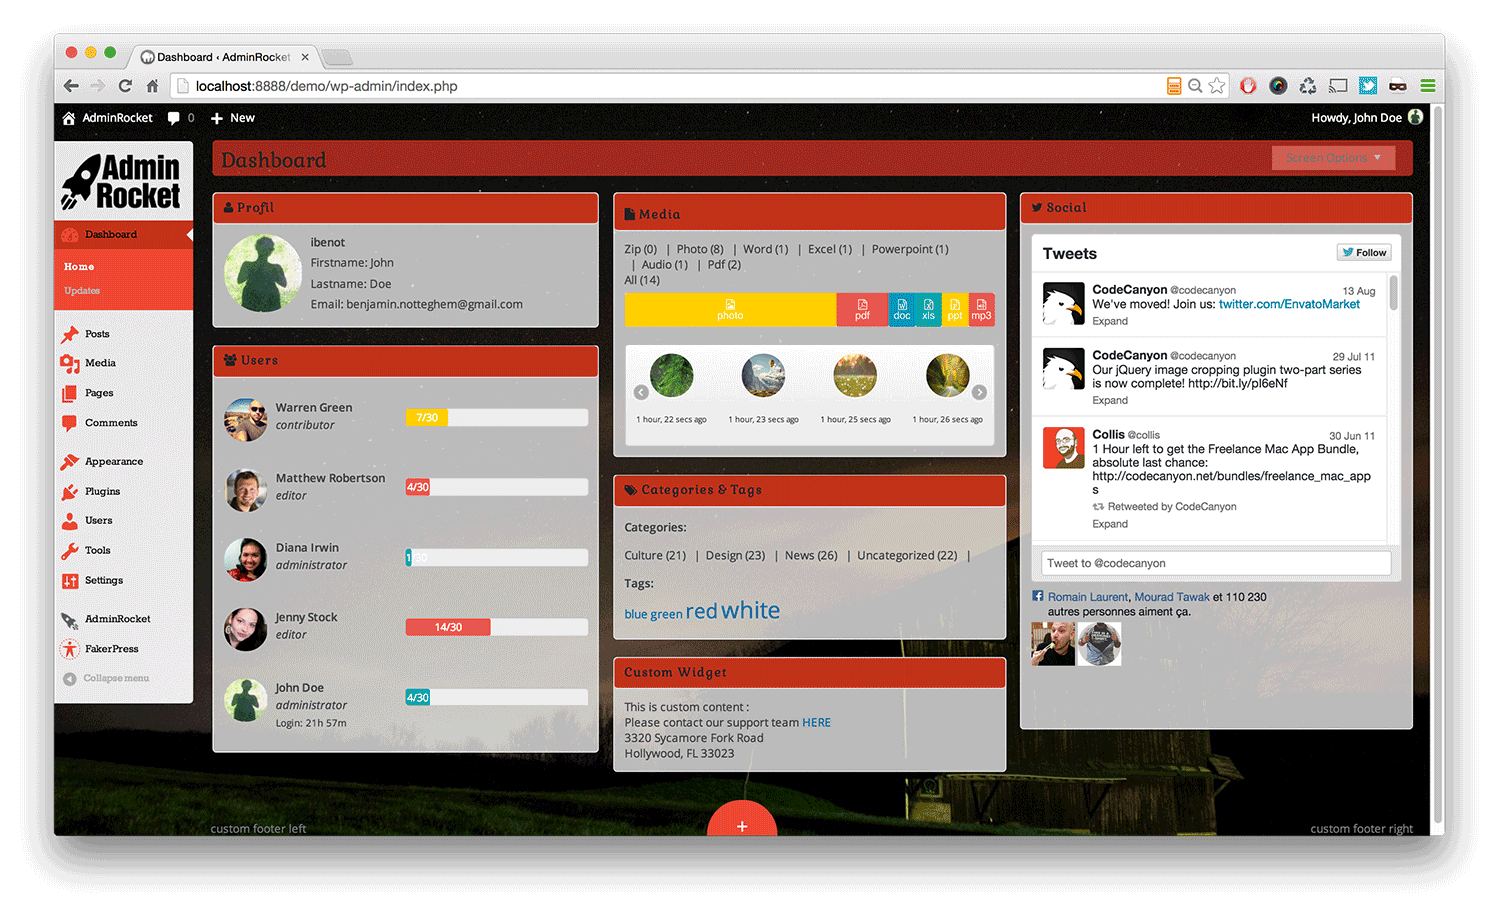 Dashboard ‹ AdminRocket
localhost:8888/demo/wp-admin/index.php
AdminRocket 0 + New
Howdy, John Doe
Admin
Rocket
Dashboard
Home
Updates
Posts
Media
Pages
Comments
Appearance
Plugins
Users
Tools
Settings
AdminRocket
FakerPress
Collapse menu
Dashboard
Screen Options
Profil
ibenot
Firstname: John
Lastname: Doe
Email: benjamin.notteghem@gmail.com
Users
Warren Green
contributor
7/30
Matthew Robertson
editor
4/30
Diana Irwin
administrator
1/30
Jenny Stock
editor
14/30
John Doe
administrator
Login: 21h 57m
4/30
Media
Zip (0) | Photo (8) | Word (1) | Excel (1) | Powerpoint (1)
| Audio (1) | Pdf (2)
All (14)
photo pdf doc xls ppt mp3
1 hour, 22 secs ago 1 hour, 23 secs ago 1 hour, 25 secs ago 1 hour, 26 secs ago
Categories & Tags
Categories:
Culture (21) | Design (23) | News (26) | Uncategorized (22) |
Tags:
blue green red white
Custom Widget
This is custom content :
Please contact our support team HERE
3320 Sycamore Fork Road
Hollywood, FL 33023
Social
Tweets
Follow
CodeCanyon @codecanyon 13 Aug
We've moved! Join us: twitter.com/EnvatoMarket
Expand
CodeCanyon @codecanyon 29 Jul 11
Our jQuery image cropping plugin two-part series
is now complete! http://bit.ly/pI6eNf
Expand
Collis @collis 30 Jun 11
1 Hour left to get the Freelance Mac App Bundle,
absolute last chance:
http://codecanyon.net/bundles/freelance_mac_app
s
Retweeted by CodeCanyon
Expand
Tweet to @codecanyon
Romain Laurent, Mourad Tawak et 110 230
autres personnes aiment ça.
+
custom footer left
custom footer right